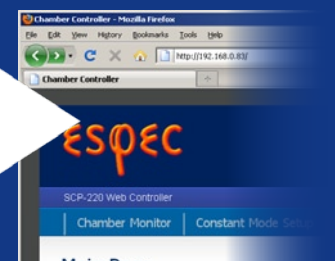 Chamber Controller - Mozilla Firefox
File Edit View History Bookmarks Tools Help
http://192.168.0.83/
Chamber Controller
ESPEC
SCP-220 Web Controller
Chamber Monitor Constant Mode Setup